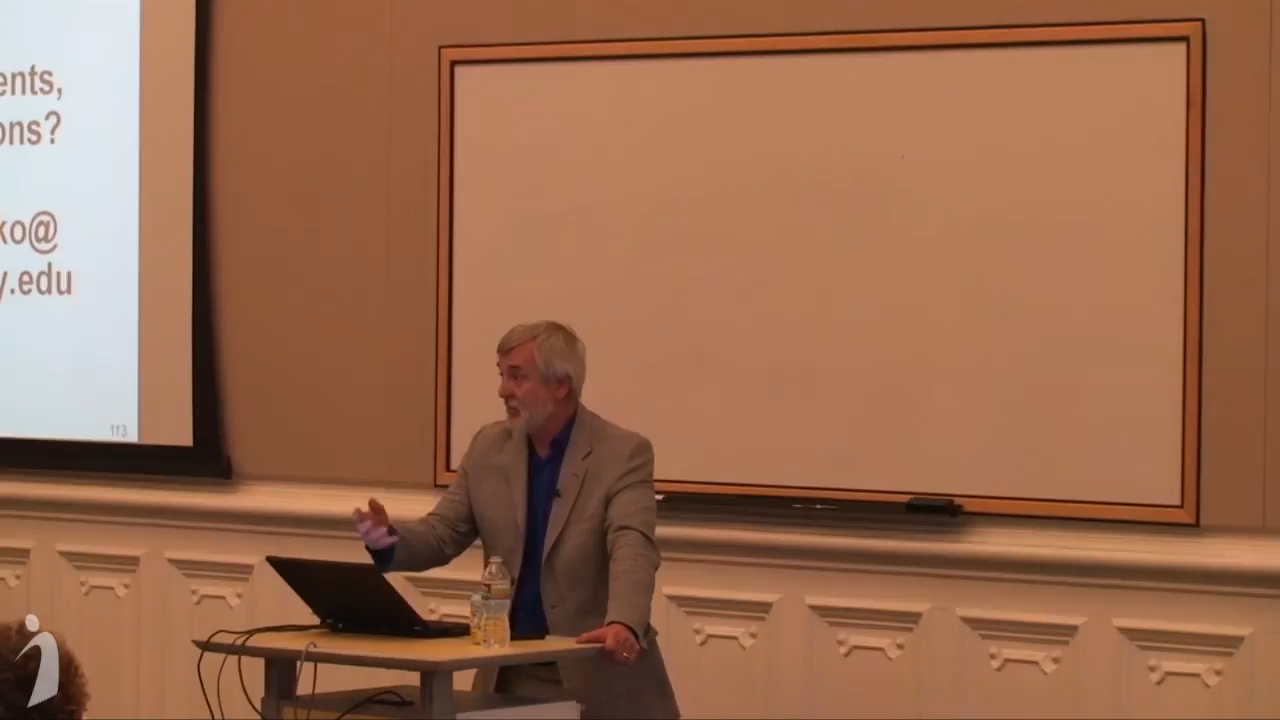 ents,
ons?
ko@
y.edu
113